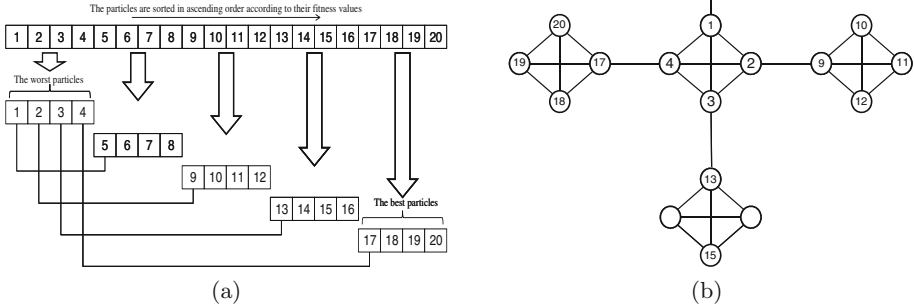 The particles are sorted in ascending order according to their fitness values
1 2 3 4 5 6 7 8 9 10 11 12 13 14 15 16 17 18 19 20
The worst particles
1 2 3 4
5 6 7 8
9 10 11 12
13 14 15 16
The best particles
17 18 19 20
(a)
20
19 17
18
1
4 2
3
10
9 11
12
13
15
(b)